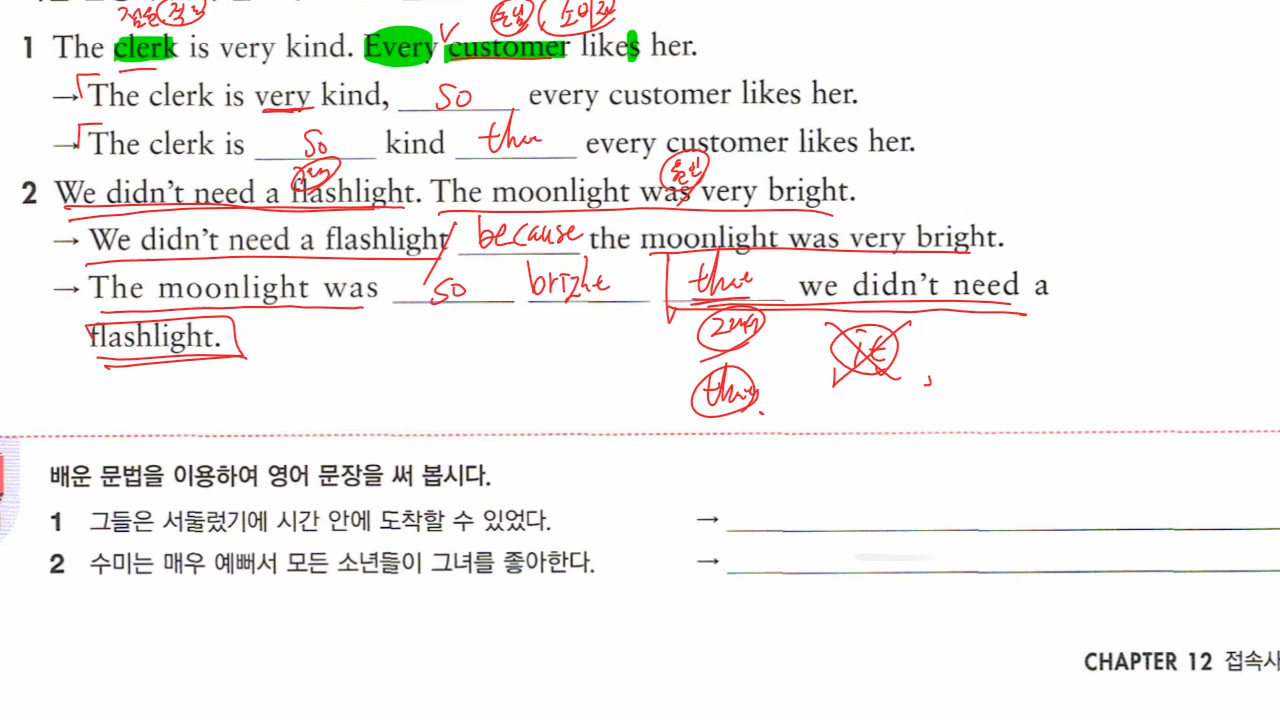 1 The clerk is very kind. Every customer likes her.
→ The clerk is very kind, so every customer likes her.
→ The clerk is so kind every customer likes her.
2 We didn't need a flashlight. The moonlight was very bright.
→ We didn't need a flashlight because the moonlight was very bright.
→ The moonlight was so we didn't need a
flashlight.
배운 문법을 이용하여 영어 문장을 써 봅시다.
1 그들은 서둘렀기에 시간 안에 도착할 수 있었다. →
2 수미는 매우 예뻐서 모든 소년들이 그녀를 좋아한다. →
CHAPTER 12 접속사